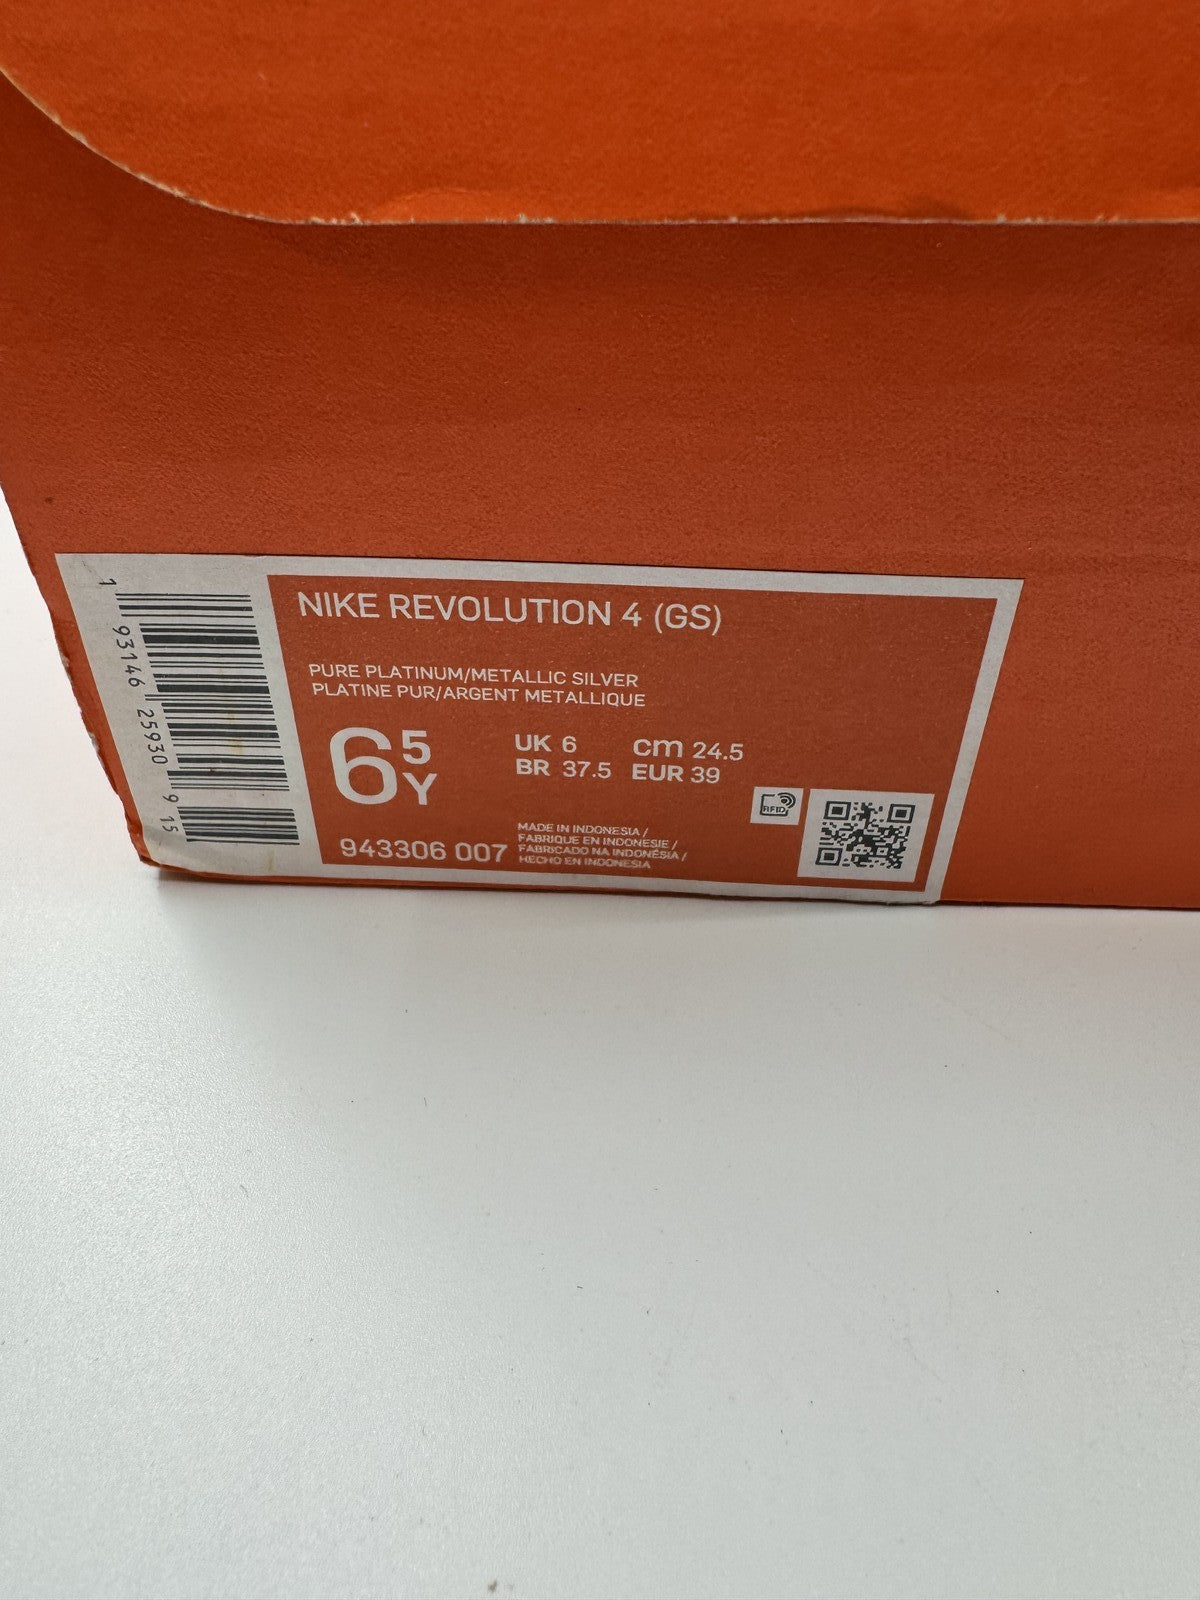 NIKE REVOLUTION 4 (GS)
PURE PLATINUM/METALLIC SILVER
PLATINE PUR/ARGENT METALLIQUE
6 5 Y
UK 6 cm 24.5
BR 37.5 EUR 39
943306 007
MADE IN INDONESIA /
FABRIQUE EN INDONESIE /
FABRICADO NA INDONÉSIA /
HECHO EN INDONESIA
RFID
1 93146 25930 9 15